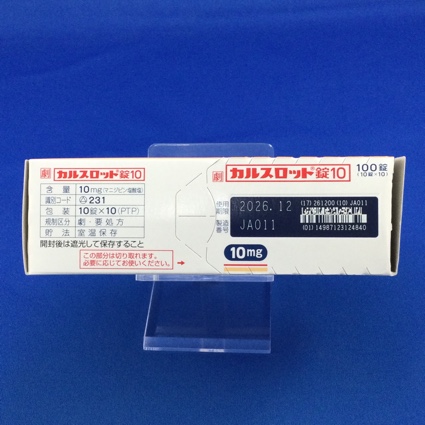 劇 カルスロッド®錠10
含量 10mg(マニジピン塩酸塩)
識別コード 231
包装 10錠×10(PTP)
規制区分 劇・要処方
貯法 室温保存
開封後は遮光して保存すること
この部分は切り取れます。
必要に応じてお使いください。
劇 カルスロッド®錠10 100錠
(10錠×10)
使用期限 2026.12
製造番号 JA011
(17) 261200 (10) JA011
(01) 14987123124840
10mg